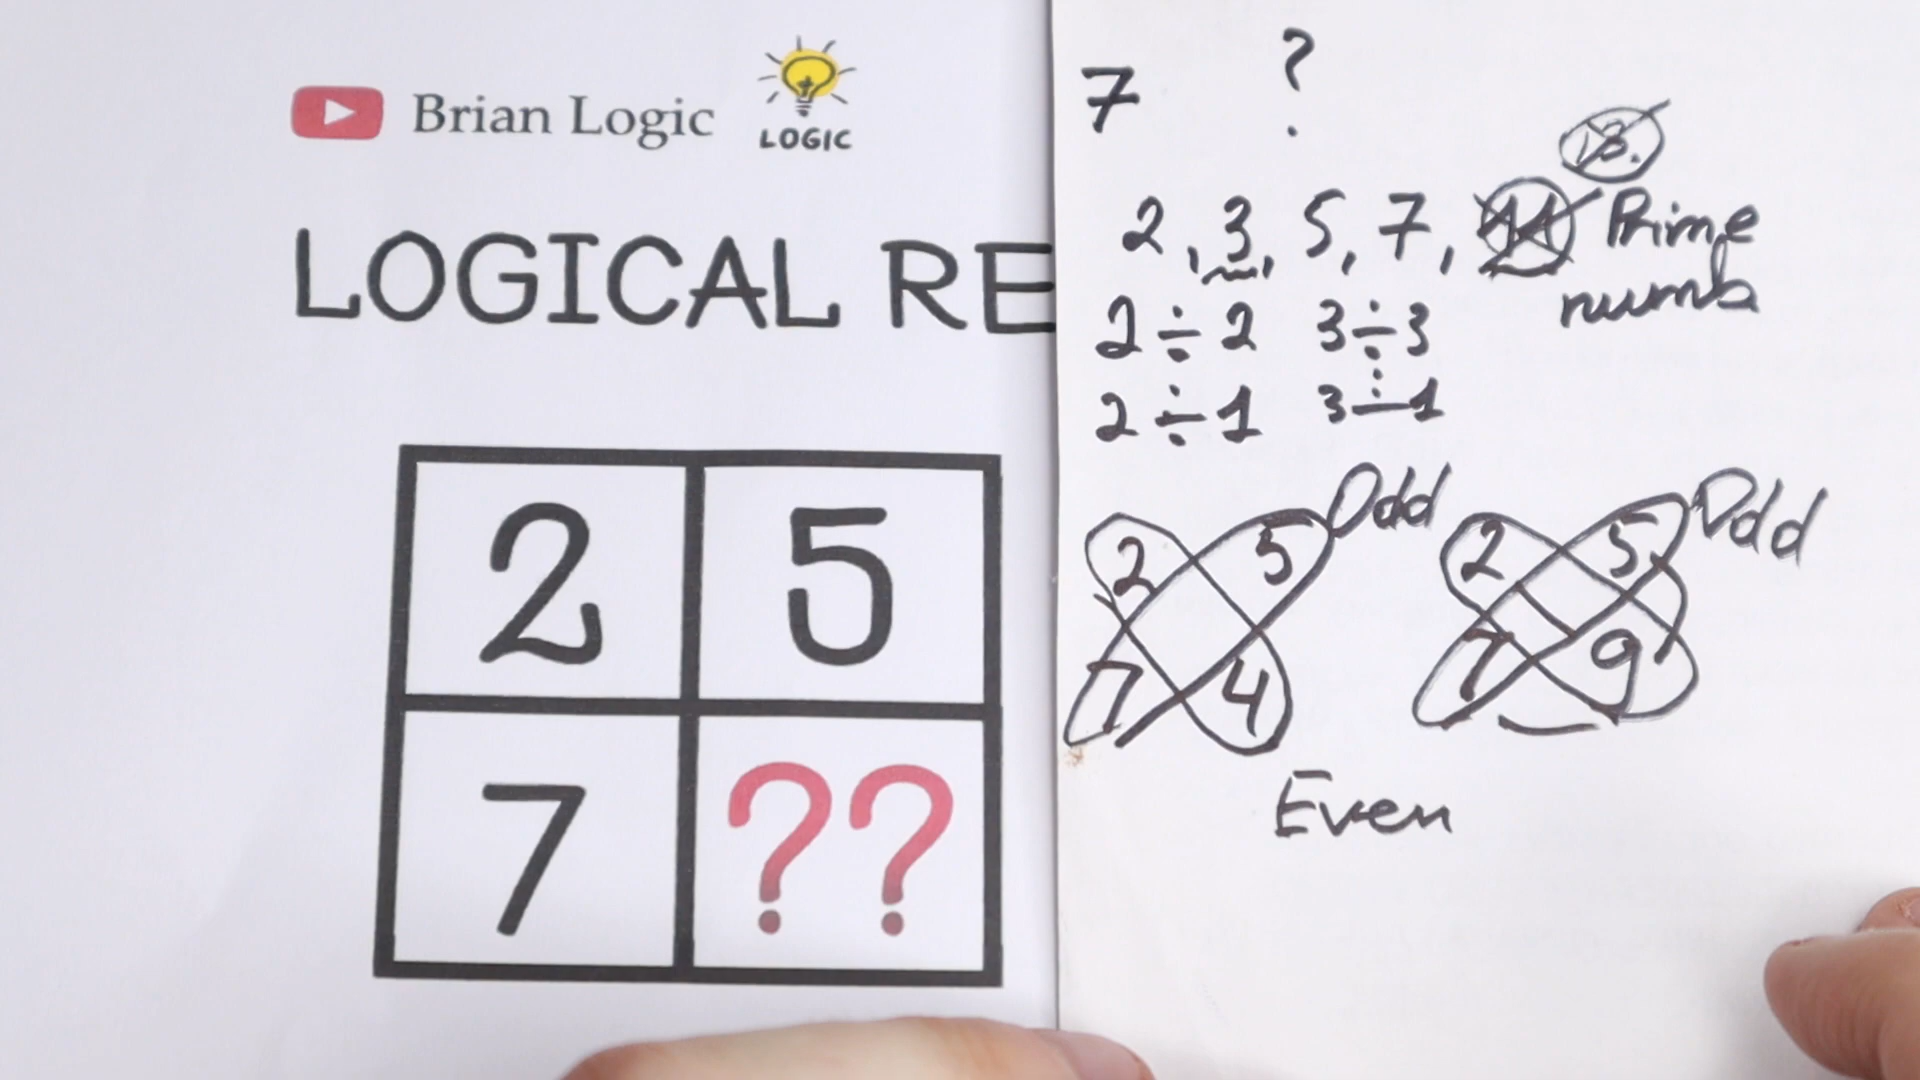 Brian Logic
LOGIC
LOGICAL RE
2 5
7 ??
7 ?
13.
2, 3, 5, 7, 11 Prime
numb
2 ÷ 2 3 ÷ 3
2 ÷ 1 3 ÷ 1
2 5 Odd
7 4
2 5 Odd
7 9
Even